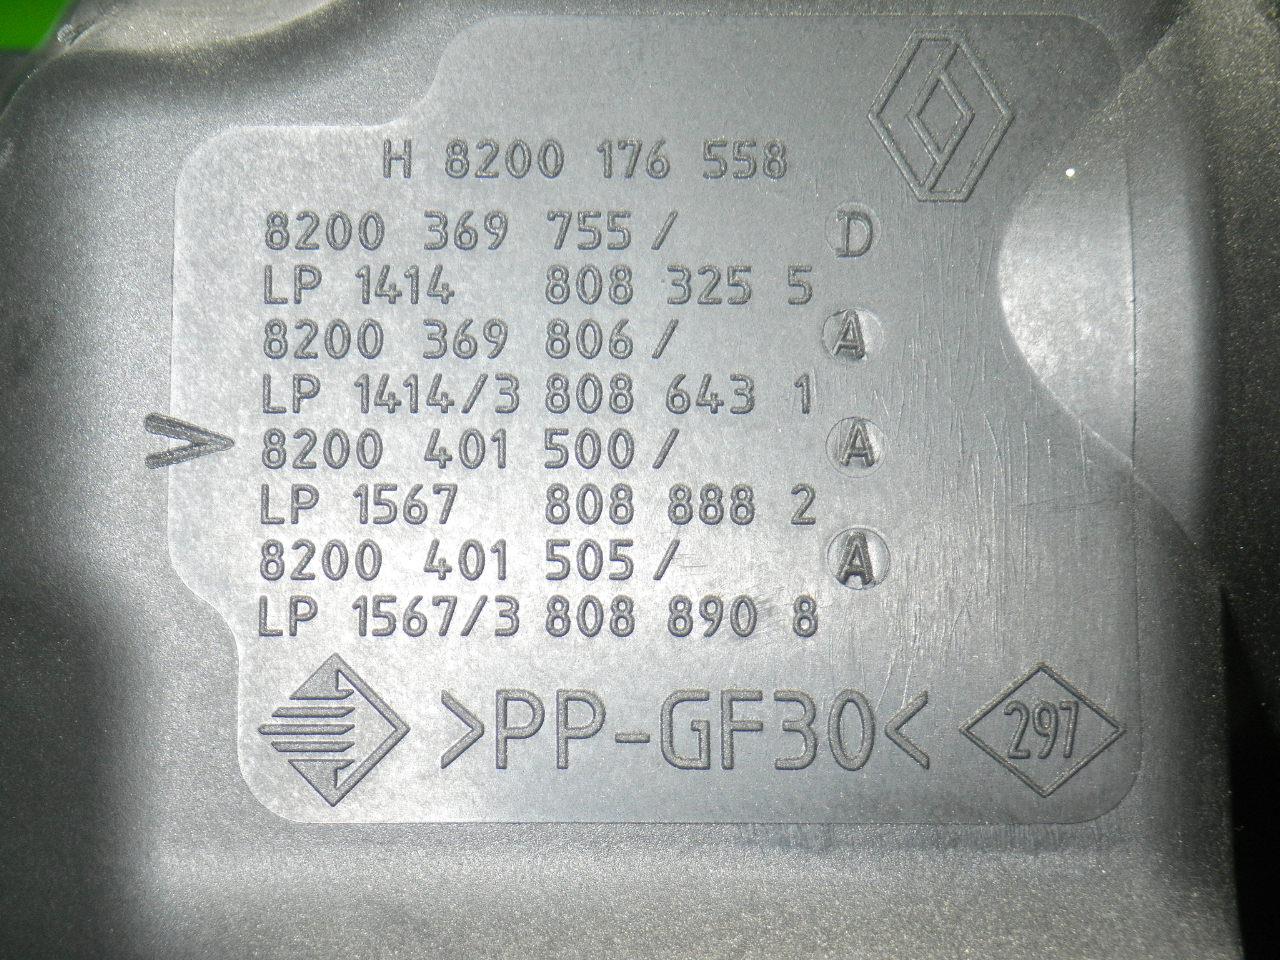 H 8200 176 558
8200 369 755/ D
LP 1414 808 325 5
8200 369 806/ A
LP 1414/3 808 643 1
> 8200 401 500/ A
LP 1567 808 888 2
8200 401 505/ A
LP 1567/3 808 890 8
>PP-GF30< 297